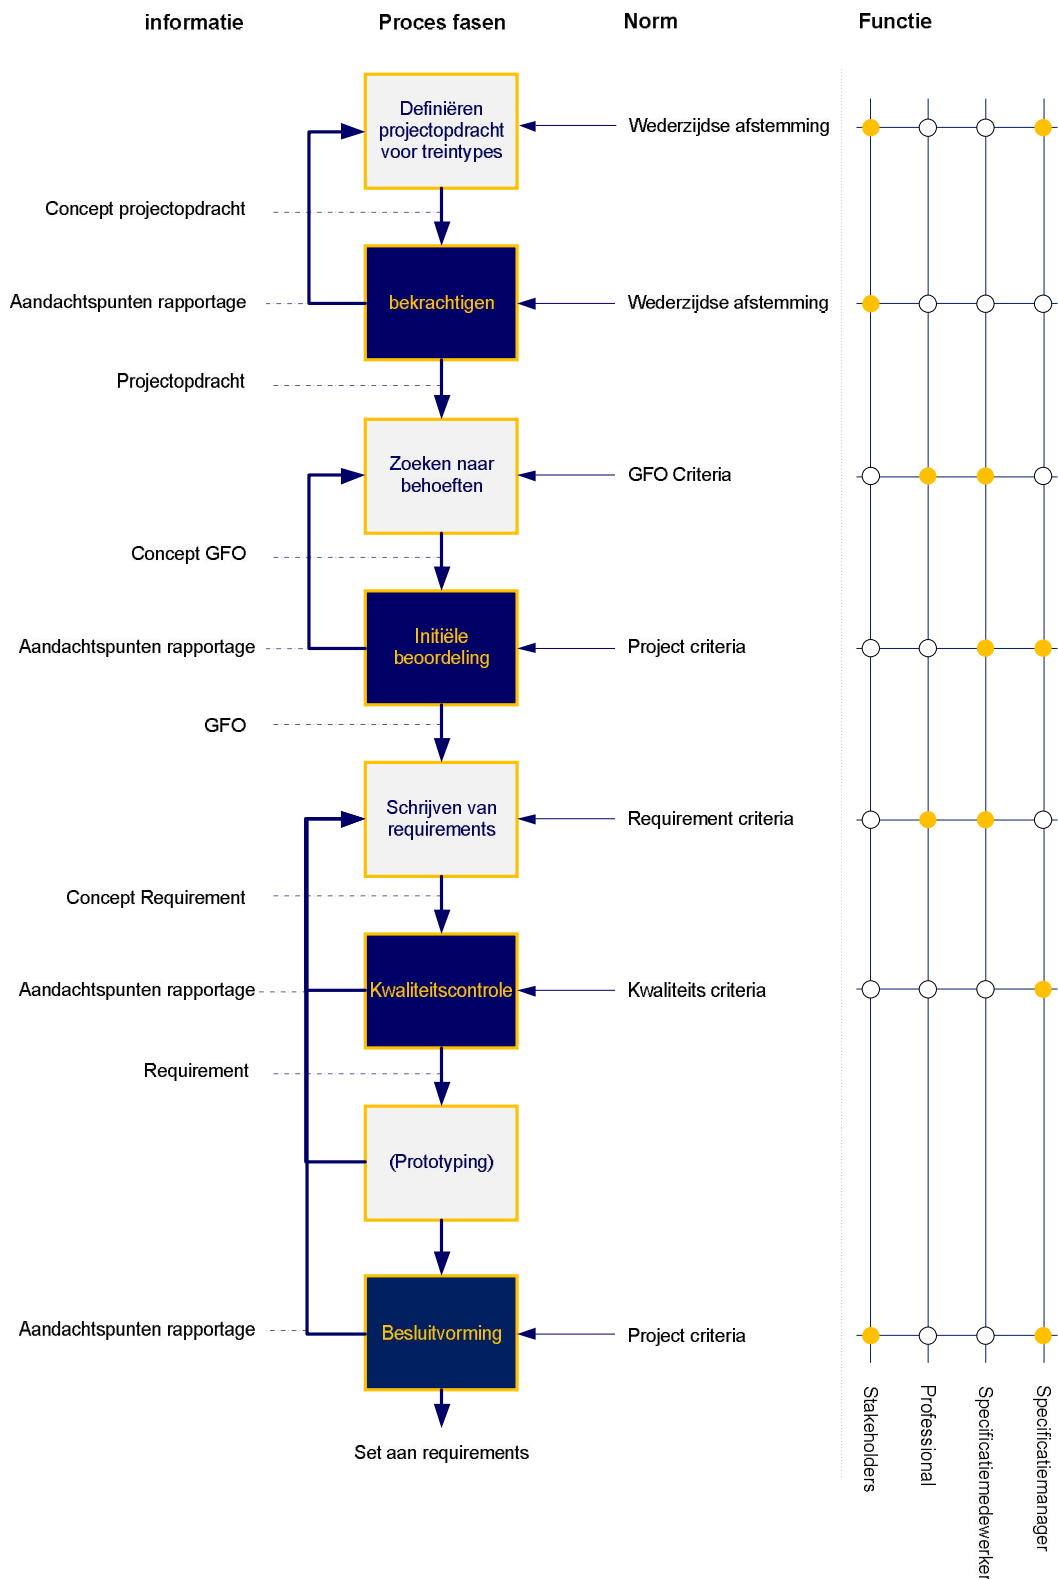 informatie
Proces fasen
Norm
Functie
Definiëren
projectopdracht
voor treintypes
Wederzijdse afstemming
Concept projectopdracht
Aandachtspunten rapportage
bekrachtigen
Wederzijdse afstemming
Projectopdracht
Zoeken naar
behoeften
GFO Criteria
Concept GFO
Aandachtspunten rapportage
Initiële
beoordeling
Project criteria
GFO
Schrijven van
requirements
Requirement criteria
Concept Requirement
Aandachtspunten rapportage
Kwaliteitscontrole
Kwaliteits criteria
Requirement
(Prototyping)
Aandachtspunten rapportage
Besluitvorming
Project criteria
Set aan requirements
Stakeholders
Professional
Specificatiemedewerker
Specificatiemanager